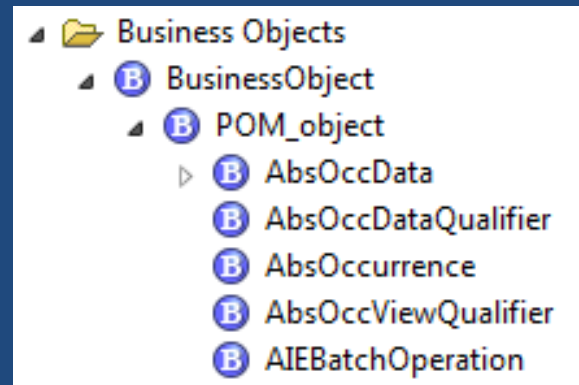 Business Objects
B BusinessObject
B POM_object
B AbsOccData
B AbsOccDataQualifier
B AbsOccurrence
B AbsOccViewQualifier
B AIEBatchOperation